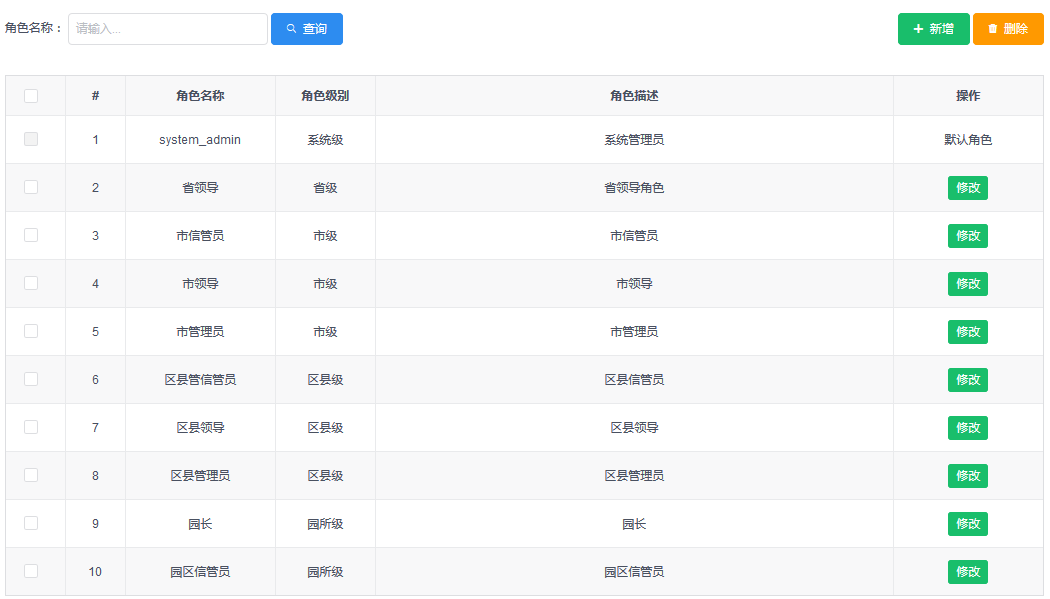 角色名称： 请输入... 查询 新增 删除
# 角色名称 角色级别 角色描述 操作
1 system_admin 系统级 系统管理员 默认角色
2 省领导 省级 省领导角色 修改
3 市信管员 市级 市信管员 修改
4 市领导 市级 市领导 修改
5 市管理员 市级 市管理员 修改
6 区县管信管员 区县级 区县信管员 修改
7 区县领导 区县级 区县领导 修改
8 区县管理员 区县级 区县管理员 修改
9 园长 园所级 园长 修改
10 园区信管员 园所级 园区信管员 修改